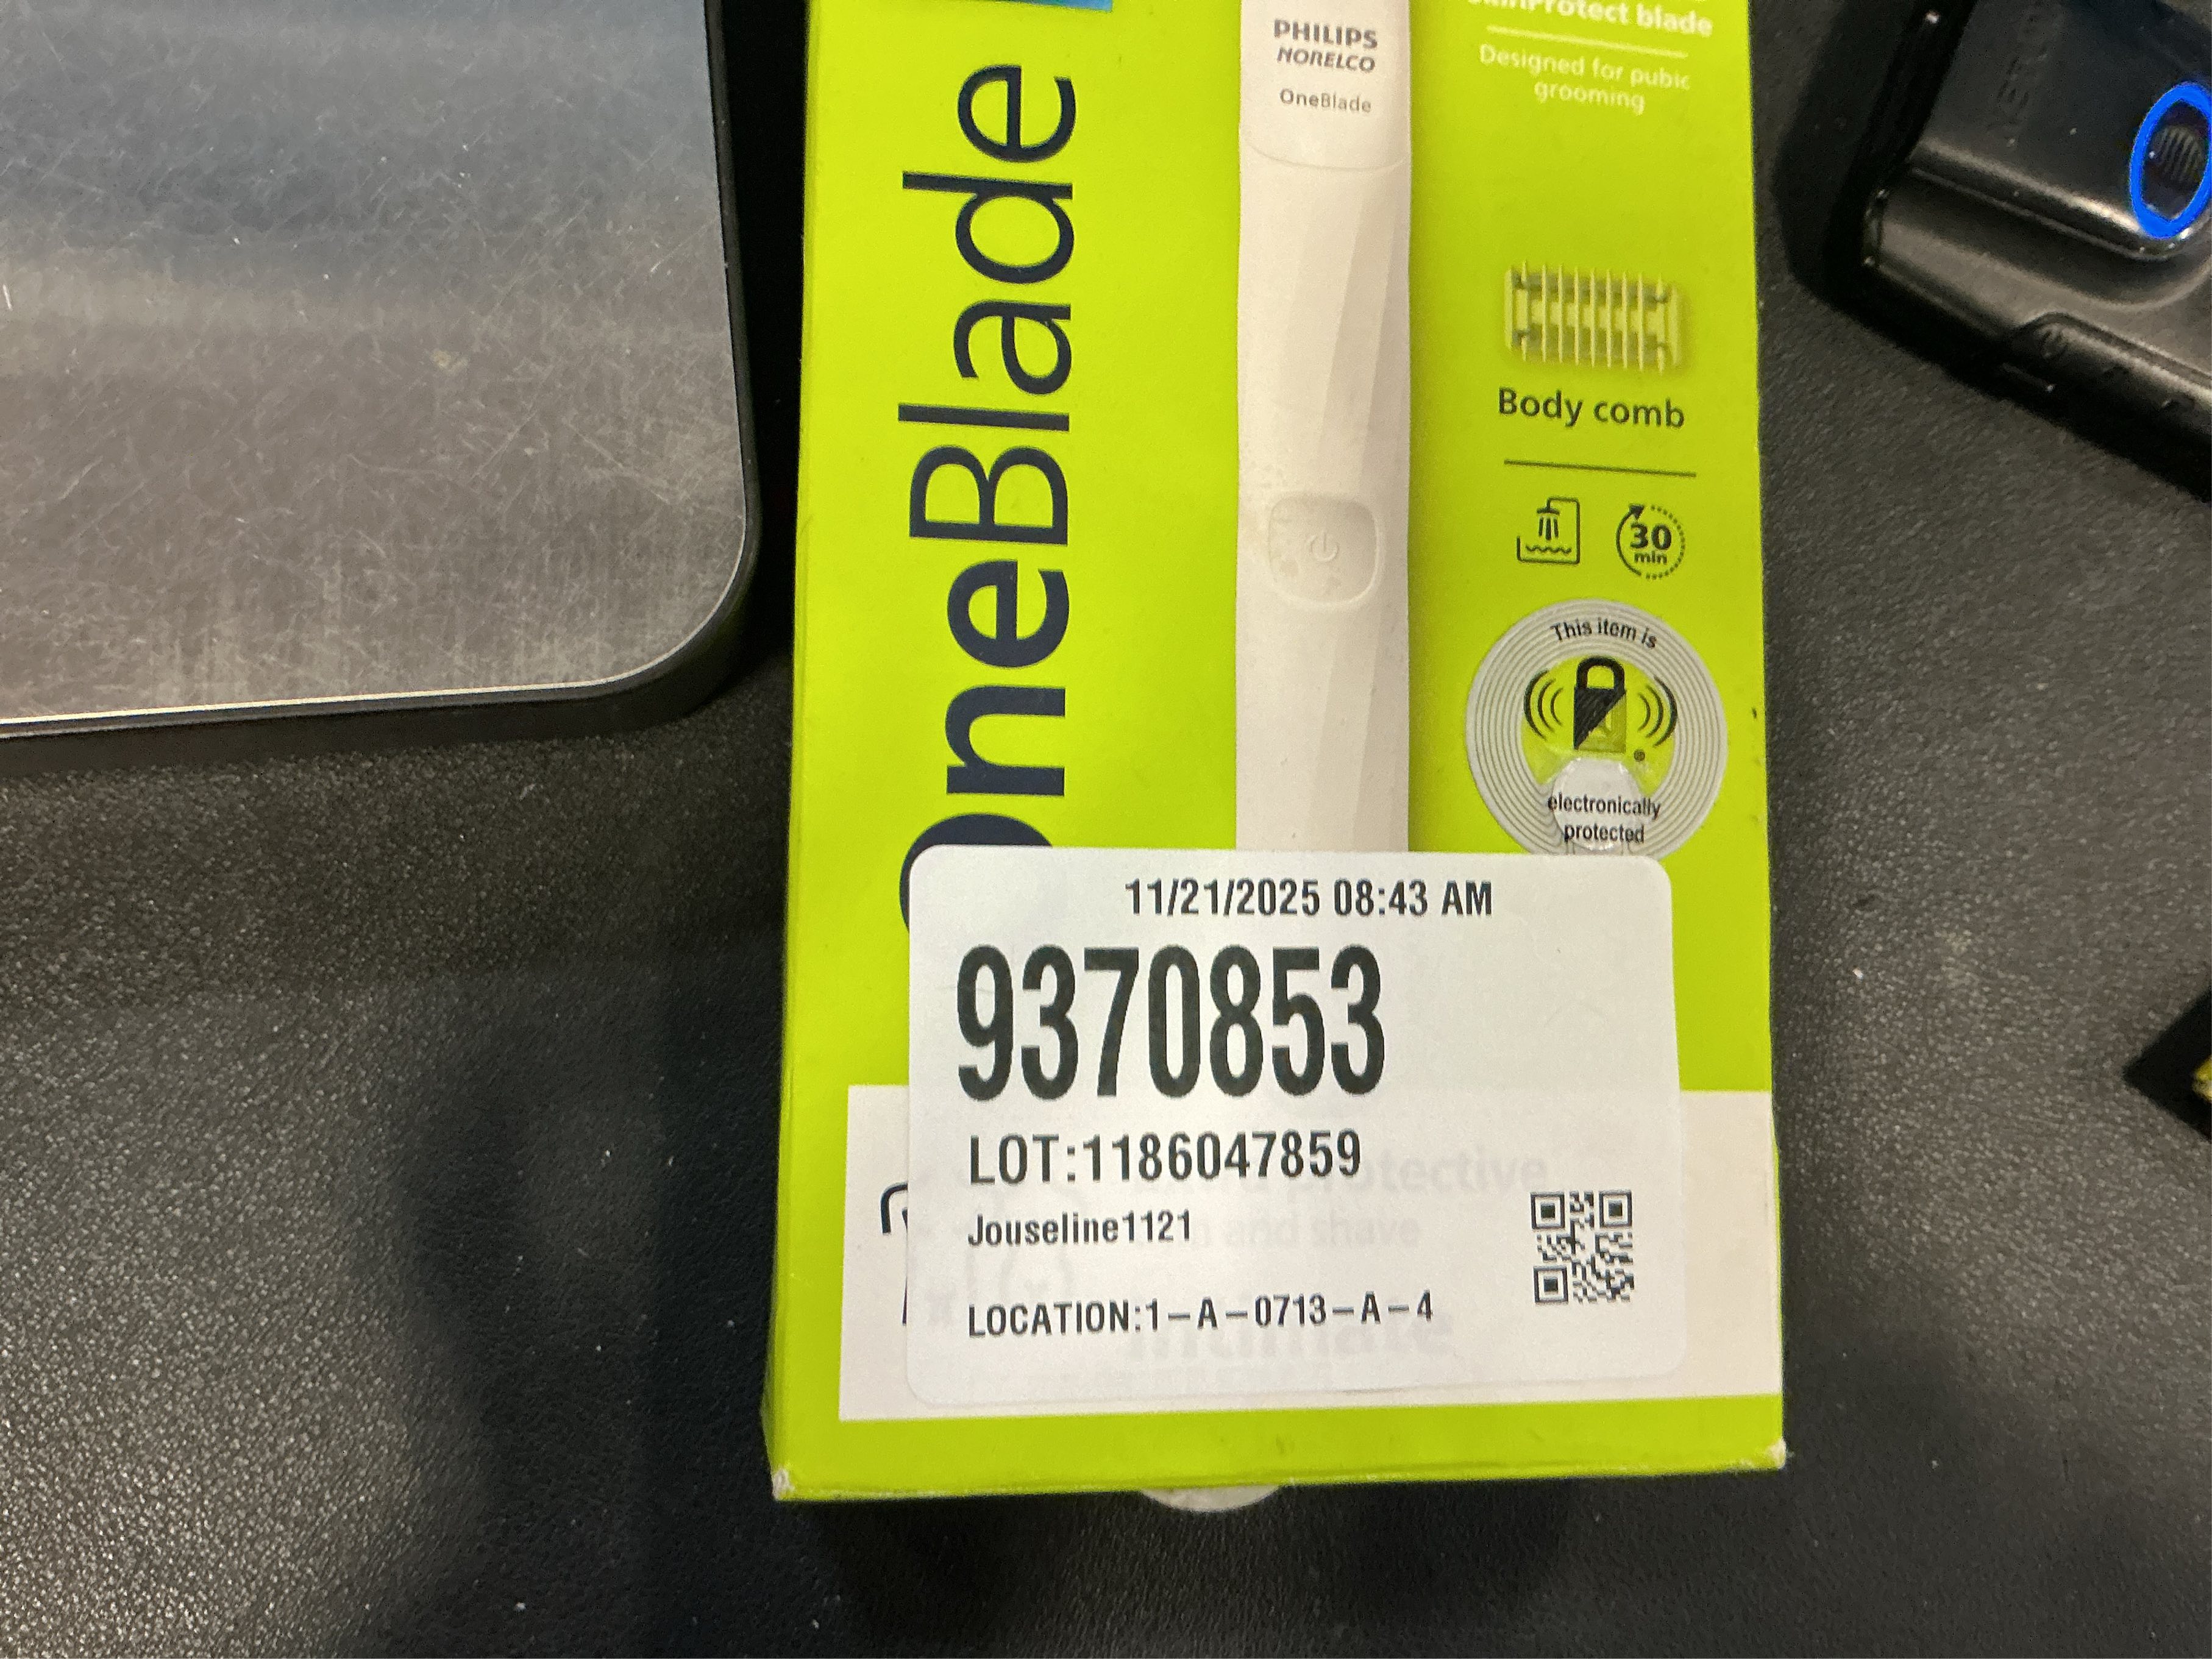 OneBlade
PHILIPS
NORELCO
OneBlade
blade
Designed for pubic
grooming
Body comb
30
min
This item is
electronically
protected
11/21/2025 08:43 AM
9370853
LOT:1186047859
Jouseline1121
LOCATION:1-A-0713-A-4